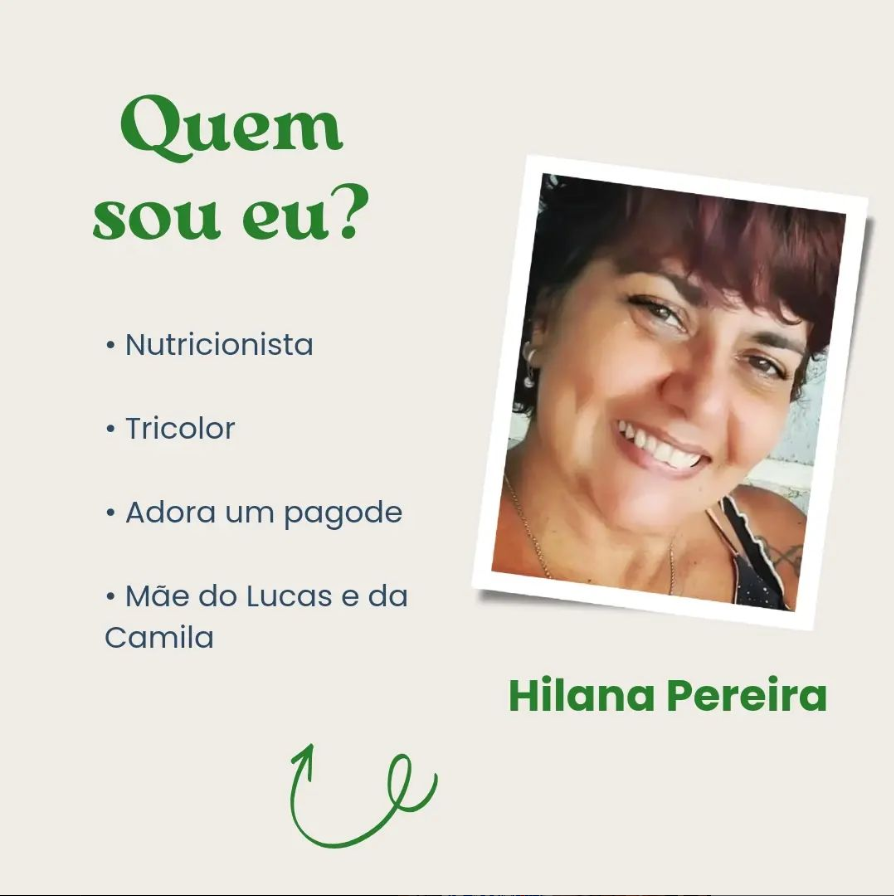 Quem
sou eu?
• Nutricionista
• Tricolor
• Adora um pagode
• Mãe do Lucas e da
Camila
Hilana Pereira